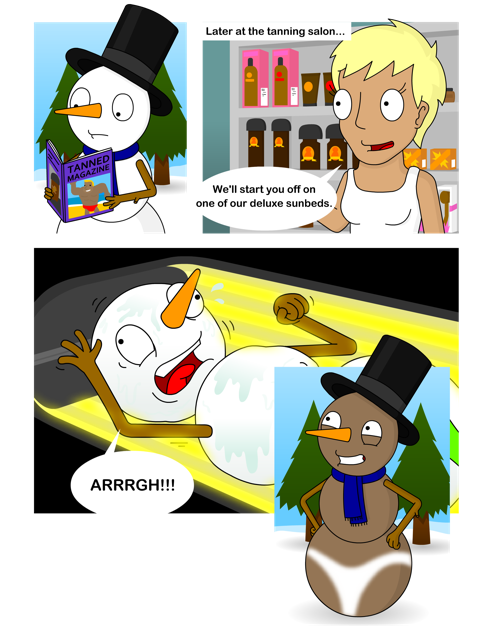 TANNED
MAGAZINE
Later at the tanning salon...
We'll start you off on
one of our deluxe sunbeds.
ARRRGH!!!